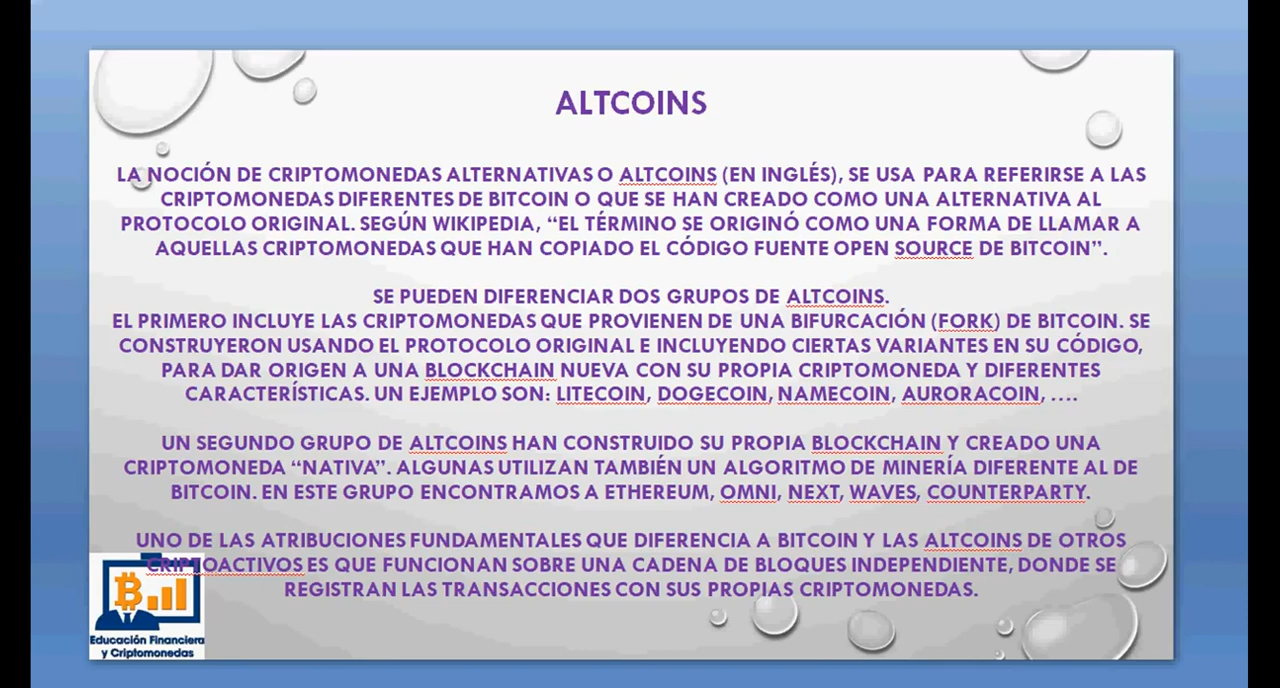 ALTCOINS
LA NOCIÓN DE CRIPTOMONEDAS ALTERNATIVAS O ALTCOINS (EN INGLÉS), SE USA PARA REFERIRSE A LAS
CRIPTOMONEDAS DIFERENTES DE BITCOIN O QUE SE HAN CREADO COMO UNA ALTERNATIVA AL
PROTOCOLO ORIGINAL. SEGÚN WIKIPEDIA, “EL TÉRMINO SE ORIGINÓ COMO UNA FORMA DE LLAMAR A
AQUELLAS CRIPTOMONEDAS QUE HAN COPIADO EL CÓDIGO FUENTE OPEN SOURCE DE BITCOIN”.
SE PUEDEN DIFERENCIAR DOS GRUPOS DE ALTCOINS.
EL PRIMERO INCLUYE LAS CRIPTOMONEDAS QUE PROVIENEN DE UNA BIFURCACIÓN (FORK) DE BITCOIN. SE
CONSTRUYERON USANDO EL PROTOCOLO ORIGINAL E INCLUYENDO CIERTAS VARIANTES EN SU CÓDIGO,
PARA DAR ORIGEN A UNA BLOCKCHAIN NUEVA CON SU PROPIA CRIPTOMONEDA Y DIFERENTES
CARACTERÍSTICAS. UN EJEMPLO SON: LITECOIN, DOGECOIN, NAMECOIN, AURORACOIN, ....
UN SEGUNDO GRUPO DE ALTCOINS HAN CONSTRUIDO SU PROPIA BLOCKCHAIN Y CREADO UNA
CRIPTOMONEDA “NATIVA”. ALGUNAS UTILIZAN TAMBIÉN UN ALGORITMO DE MINERÍA DIFERENTE AL DE
BITCOIN. EN ESTE GRUPO ENCONTRAMOS A ETHEREUM, OMNI, NEXT, WAVES, COUNTERPARTY.
UNO DE LAS ATRIBUCIONES FUNDAMENTALES QUE DIFERENCIA A BITCOIN Y LAS ALTCOINS DE OTROS
CRIPTOACTIVOS ES QUE FUNCIONAN SOBRE UNA CADENA DE BLOQUES INDEPENDIENTE, DONDE SE
REGISTRAN LAS TRANSACCIONES CON SUS PROPIAS CRIPTOMONEDAS.
Educación Financiera
y Criptomonedas